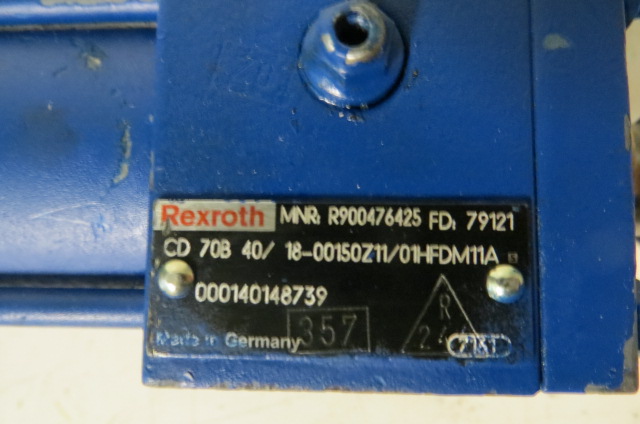 Rexroth MNR: R900476425 FD: 79121
CD 70B 40/ 18-00150Z11/01HFDM11A
000140148739
Made in Germany 357
R